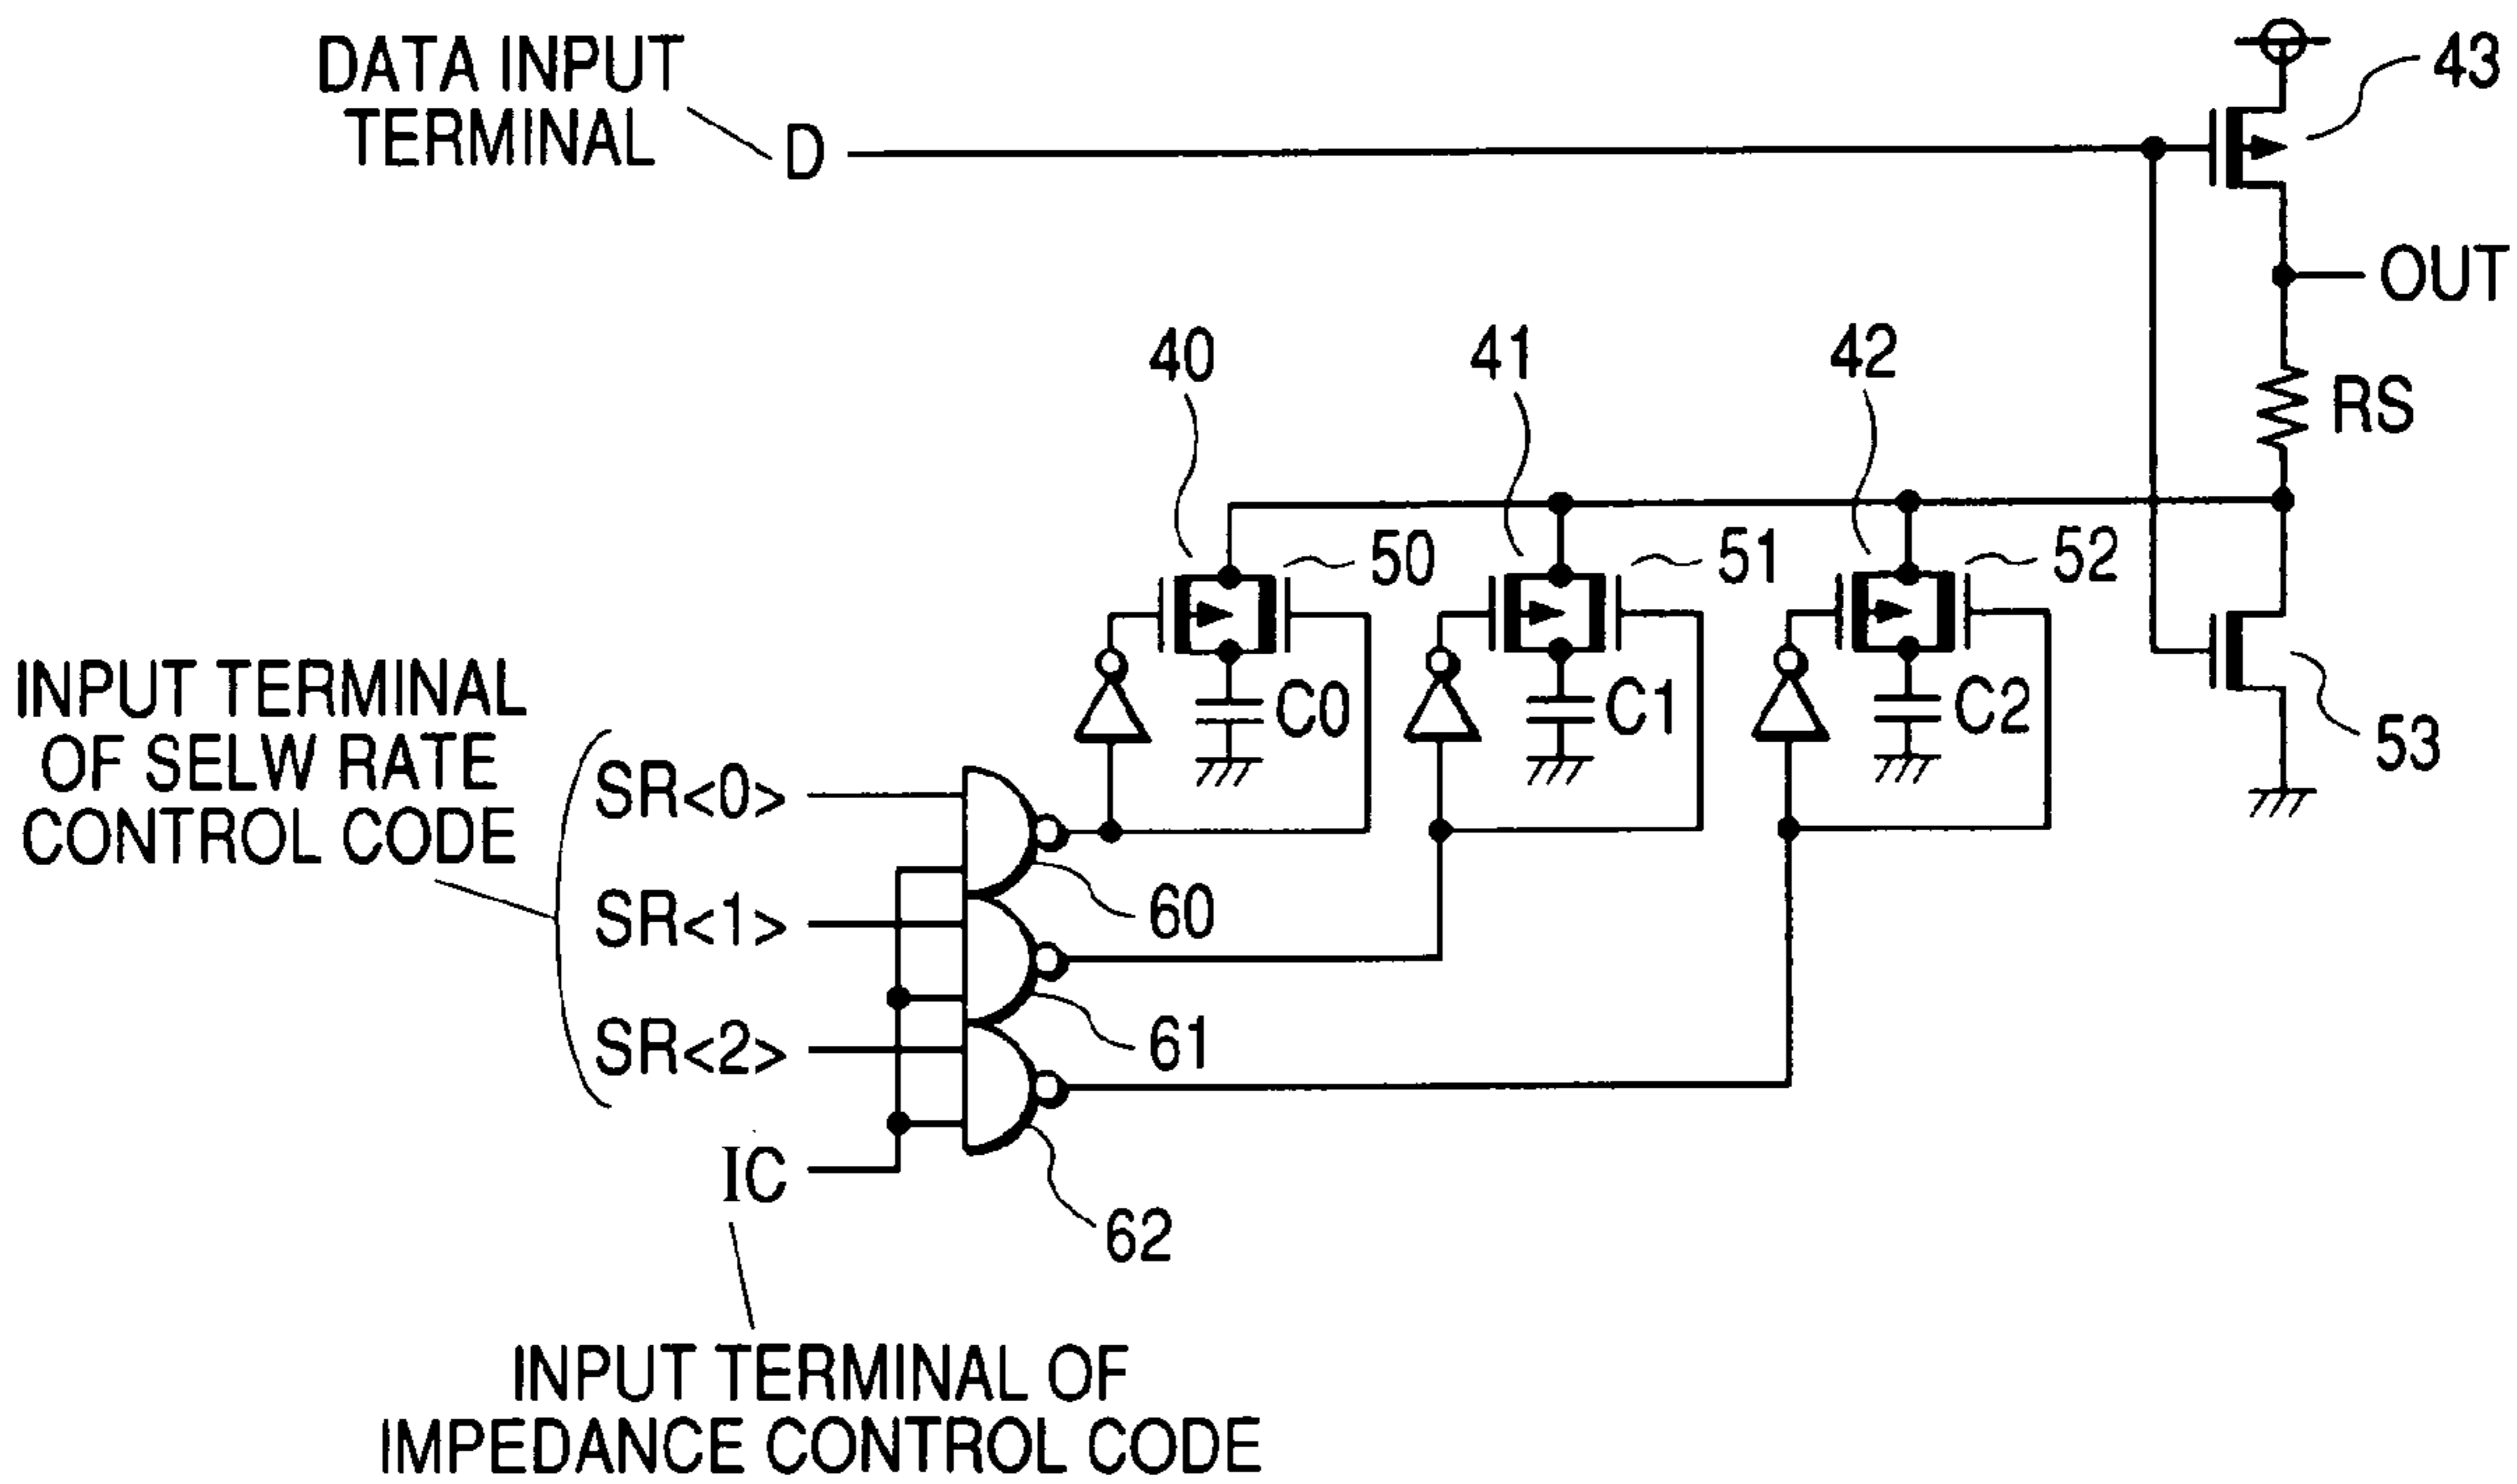 DATA INPUT
TERMINAL
D
43
OUT
RS
40
41
42
50
51
52
53
C0
C1
C2
INPUT TERMINAL
OF SELW RATE
CONTROL CODE
SR<0>
SR<1>
SR<2>
IC
60
61
62
INPUT TERMINAL OF
IMPEDANCE CONTROL CODE